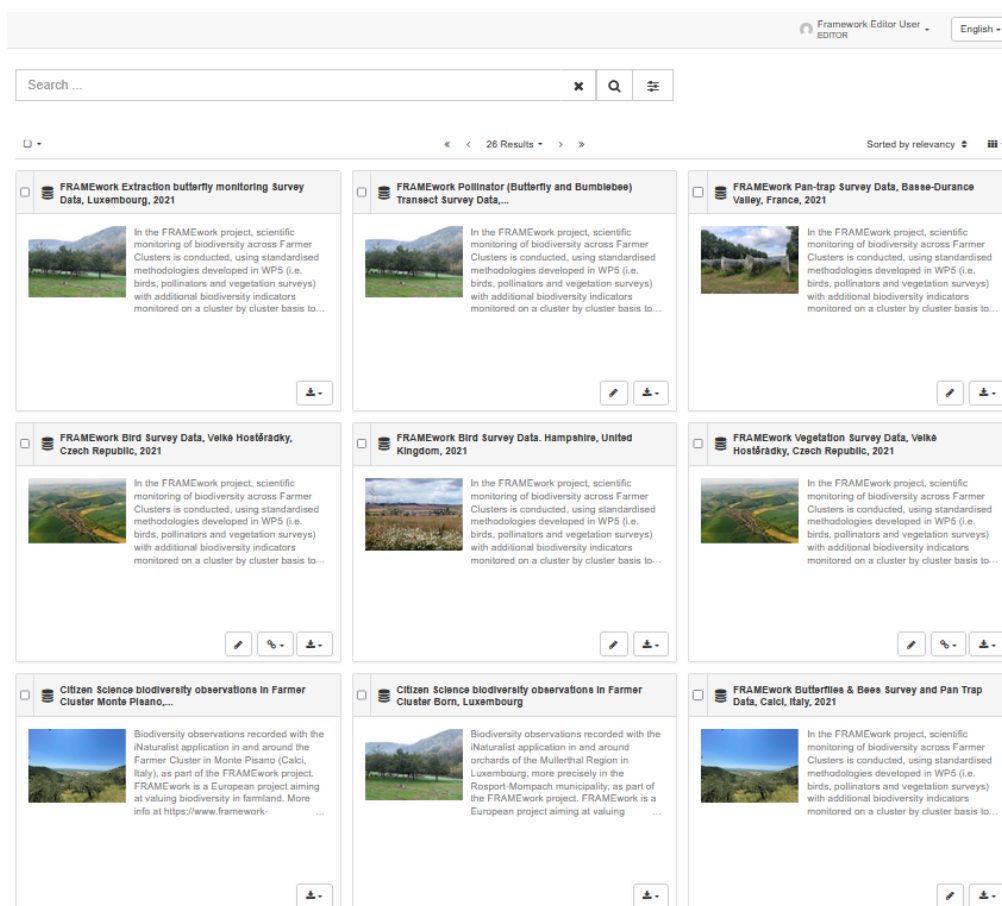 Framework Editor User
EDITOR
English
Search ...
26 Results
Sorted by relevancy
FRAMEwork Extraction butterfly monitoring Survey
Data, Luxembourg, 2021
In the FRAMEwork project, scientific
monitoring of biodiversity across Farmer
Clusters is conducted, using standardised
methodologies developed in WP5 (i.e.
birds, pollinators and vegetation surveys)
with additional biodiversity indicators
monitored on a cluster by cluster basis to...
FRAMEwork Pollinator (Butterfly and Bumblebee)
Transect Survey Data,...
In the FRAMEwork project, scientific
monitoring of biodiversity across Farmer
Clusters is conducted, using standardised
methodologies developed in WP5 (i.e.
birds, pollinators and vegetation surveys)
with additional biodiversity indicators
monitored on a cluster by cluster basis to...
FRAMEwork Pan-trap Survey Data, Basse-Durance
Valley, France, 2021
In the FRAMEwork project, scientific
monitoring of biodiversity across Farmer
Clusters is conducted, using standardised
methodologies developed in WP5 (i.e.
birds, pollinators and vegetation surveys)
with additional biodiversity indicators
monitored on a cluster by cluster basis to...
FRAMEwork Bird Survey Data, Velké Hostěrádky,
Czech Republic, 2021
In the FRAMEwork project, scientific
monitoring of biodiversity across Farmer
Clusters is conducted, using standardised
methodologies developed in WP5 (i.e.
birds, pollinators and vegetation surveys)
with additional biodiversity indicators
monitored on a cluster by cluster basis to...
FRAMEwork Bird Survey Data. Hampshire, United
Kingdom, 2021
In the FRAMEwork project, scientific
monitoring of biodiversity across Farmer
Clusters is conducted, using standardised
methodologies developed in WP5 (i.e.
birds, pollinators and vegetation surveys)
with additional biodiversity indicators
monitored on a cluster by cluster basis to...
FRAMEwork Vegetation Survey Data, Velké
Hostěrádky, Czech Republic, 2021
In the FRAMEwork project, scientific
monitoring of biodiversity across Farmer
Clusters is conducted, using standardised
methodologies developed in WP5 (i.e.
birds, pollinators and vegetation surveys)
with additional biodiversity indicators
monitored on a cluster by cluster basis to...
Citizen Science biodiversity observations in Farmer
Cluster Monte Pisano,...
Biodiversity observations recorded with the
iNaturalist application in and around the
Farmer Cluster in Monte Pisano (Calci,
Italy), as part of the FRAMEwork project.
FRAMEwork is a European project aiming
at valuing biodiversity in farmland. More
info at https://www.framework- ...
Citizen Science biodiversity observations in Farmer
Cluster Born, Luxembourg
Biodiversity observations recorded with the
iNaturalist application in and around
orchards of the Mullerthal Region in
Luxembourg, more precisely in the
Rosport-Mompach municipality, as part of
the FRAMEwork project. FRAMEwork is a
European project aiming at valuing ...
FRAMEwork Butterflies & Bees Survey and Pan Trap
Data, Calci, Italy, 2021
In the FRAMEwork project, scientific
monitoring of biodiversity across Farmer
Clusters is conducted, using standardised
methodologies developed in WP5 (i.e.
birds, pollinators and vegetation surveys)
with additional biodiversity indicators
monitored on a cluster by cluster basis to...